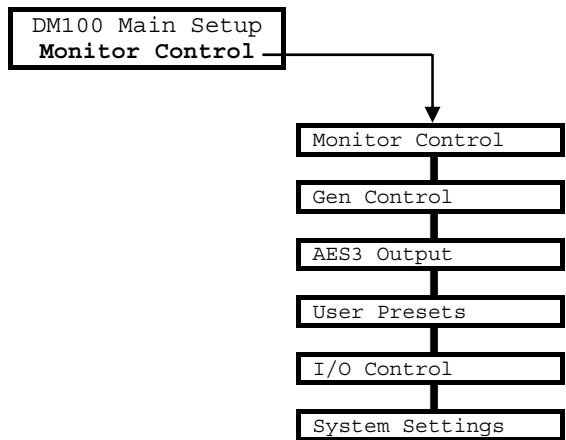 DM100 Main Setup
Monitor Control
Monitor Control
Gen Control
AES3 Output
User Presets
I/O Control
System Settings